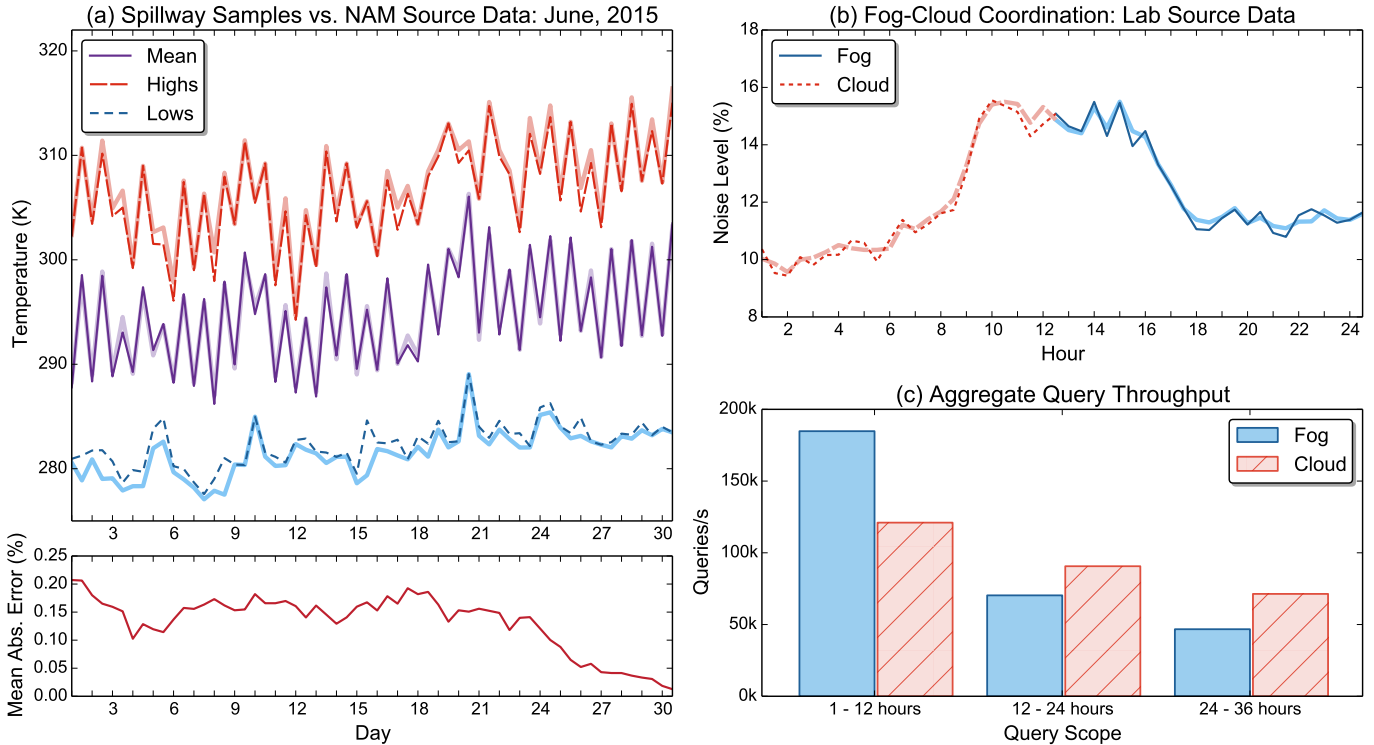 (a) Spillway Samples vs. NAM Source Data: June, 2015
Mean
Highs
Lows
Temperature (K)
320
310
300
290
280
3 6 9 12 15 18 21 24 27 30
Mean Abs. Error (%)
0.25
0.20
0.15
0.10
0.05
0.00
3 6 9 12 15 18 21 24 27 30
Day
(b) Fog-Cloud Coordination: Lab Source Data
Fog
Cloud
Noise Level (%)
18
16
14
12
10
8
2 4 6 8 10 12 14 16 18 20 22 24
Hour
(c) Aggregate Query Throughput
Fog
Cloud
Queries/s
200k
150k
100k
50k
0k
1 - 12 hours 12 - 24 hours 24 - 36 hours
Query Scope